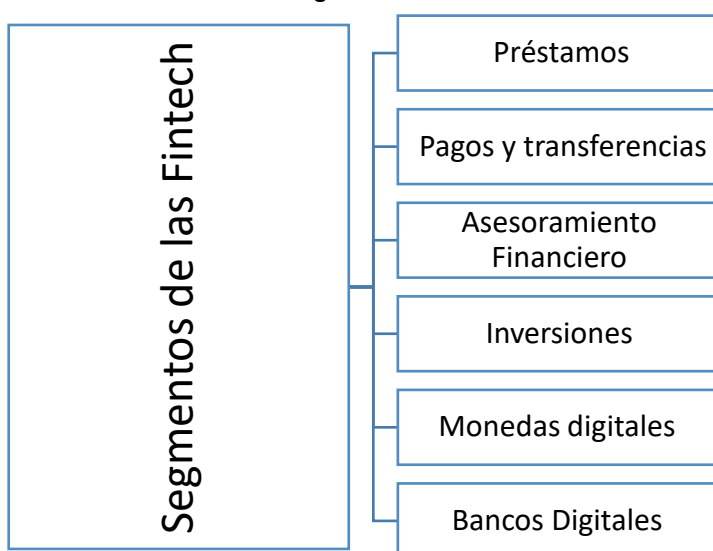 Segmentos de las Fintech
Préstamos
Pagos y transferencias
Asesoramiento
Financiero
Inversiones
Monedas digitales
Bancos Digitales